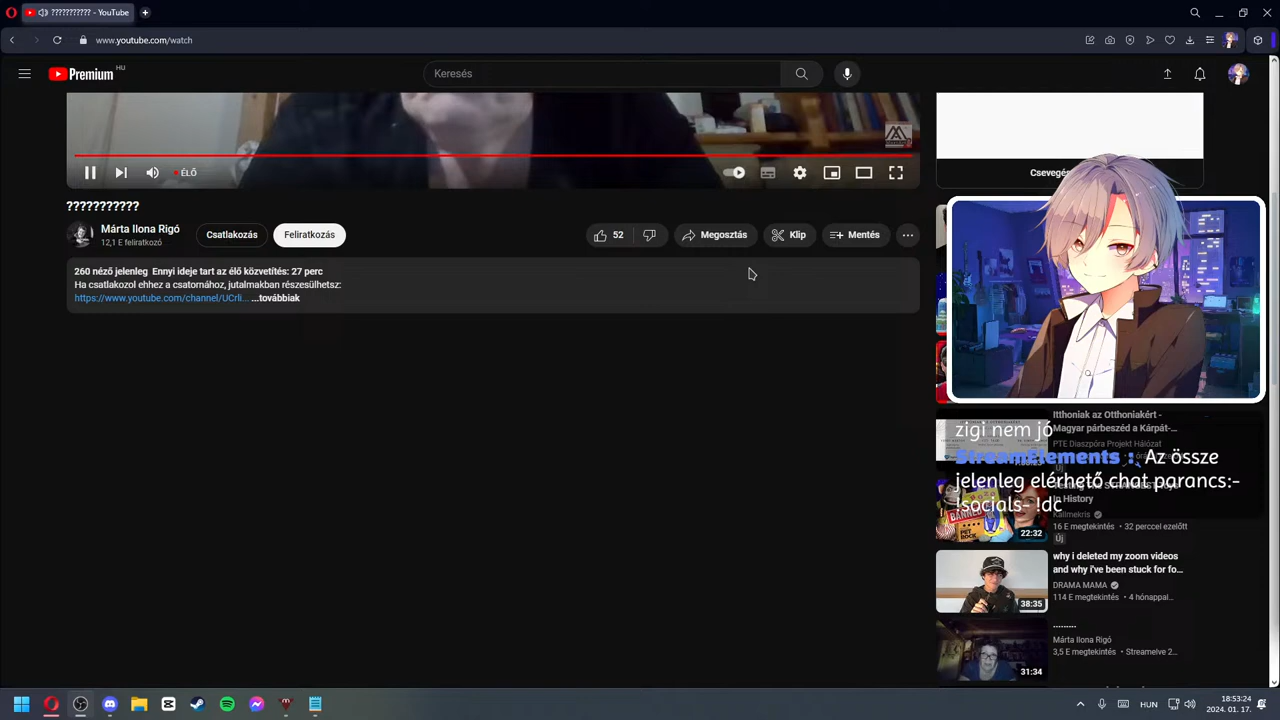 ??????????? - YouTube
www.youtube.com/watch
Premium HU
Keresés
ÉLŐ
???????????
Márta Ilona Rigó
12,1 E feliratkozó
Csatlakozás
Feliratkozás
52
Megosztás
Klip
Mentés
260 néző jelenleg Ennyi ideje tart az élő közvetítés: 27 perc
Ha csatlakozol ehhez a csatornához, jutalmakban részesülhetsz:
https://www.youtube.com/channel/UCrli... ...továbbiak
zigi nem jó
StreamElements : Az össze
jelenleg elérhető chat parancs:-
!socials- !dc
Itthoniak az Otthoniakért -
Magyar párbeszéd a Kárpát-...
PTE Diaszpóra Projekt Hálózat
Új
in History
Kallmekris
16 E megtekintés • 32 perccel ezelőtt
Új
BANNED
PET ROCK
22:32
why i deleted my zoom videos
and why i've been stuck for fo...
DRAMA MAMA
114 E megtekintés • 4 hónappal...
38:35
.........
Márta Ilona Rigó
3,5 E megtekintés • Streamelve 2...
31:34
HUN
18:53:24
2024. 01. 17.